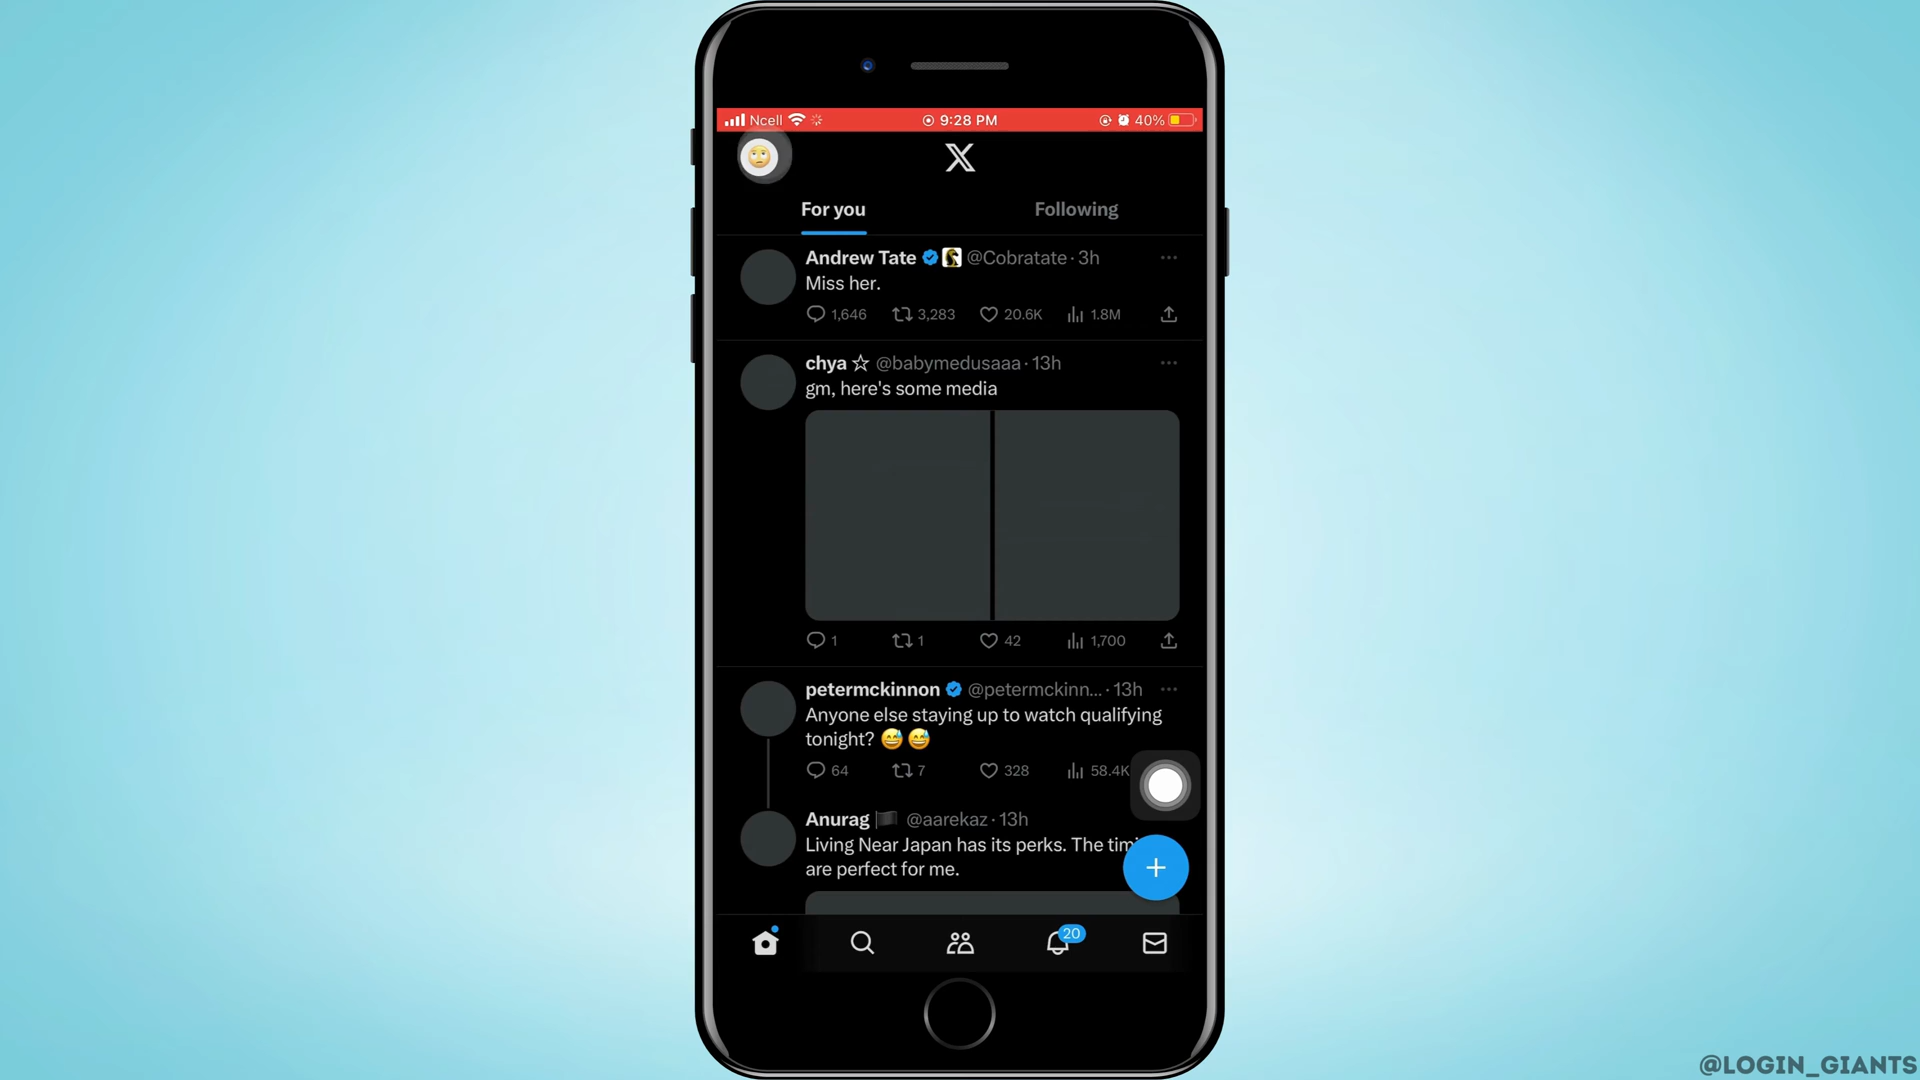 Ncell 9:28 PM 40%
X
For you Following
Andrew Tate @Cobratate · 3h
Miss her.
1,646 3,283 20.6K 1.8M
chya ☆ @babymedusaaa · 13h
gm, here's some media
1 1 42 1,700
petermckinnon @petermckinn... · 13h
Anyone else staying up to watch qualifying
tonight? 😅 😅
64 7 328 58.4K
Anurag 🏴 @aarekaz · 13h
Living Near Japan has its perks. The timi
are perfect for me.
20
@LOGIN_GIANTS